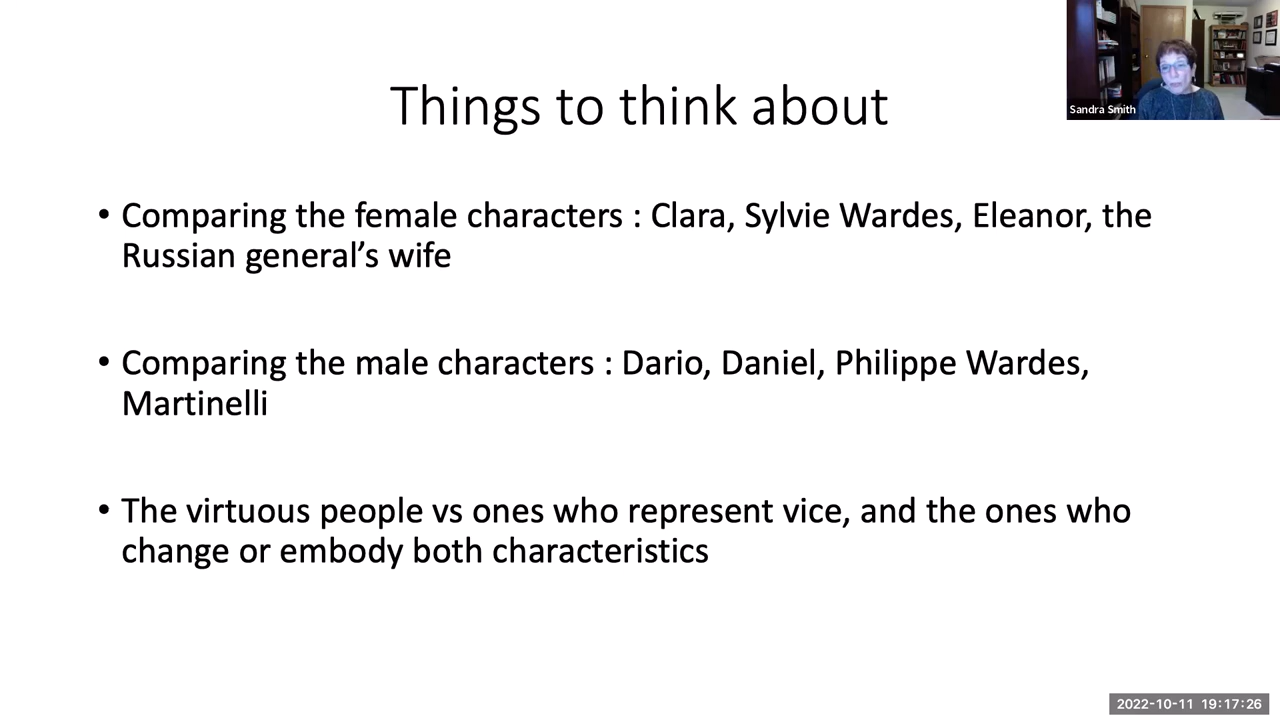 Things to think about
Sandra Smith
• Comparing the female characters : Clara, Sylvie Wardes, Eleanor, the
Russian general’s wife
• Comparing the male characters : Dario, Daniel, Philippe Wardes,
Martinelli
• The virtuous people vs ones who represent vice, and the ones who
change or embody both characteristics
2022-10-11 19:17:26